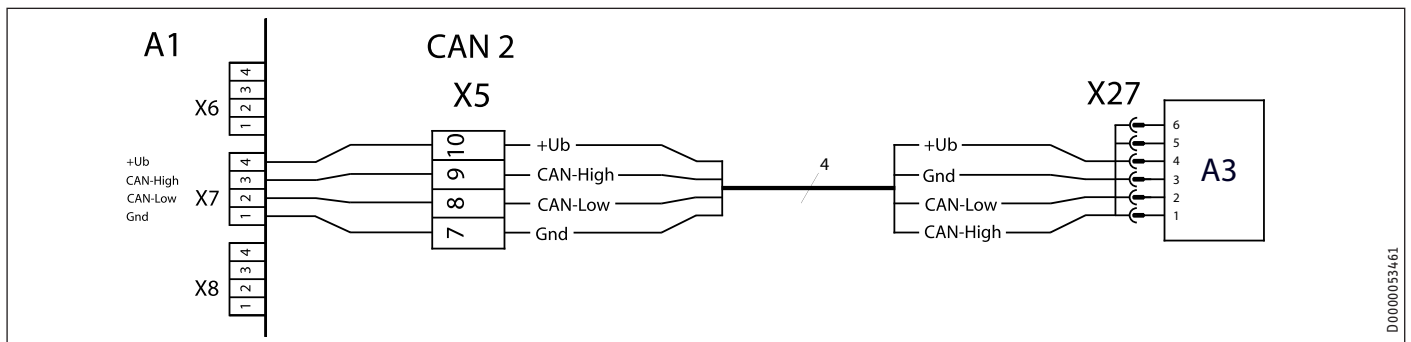 A1
CAN 2
X5
X6
4
3
2
1
X7
+Ub
CAN-High
CAN-Low
Gnd
4
3
2
1
X8
4
3
2
1
10
9
8
7
+Ub
CAN-High
CAN-Low
Gnd
4
+Ub
Gnd
CAN-Low
CAN-High
X27
6
5
4
3
2
1
A3
D0000053461